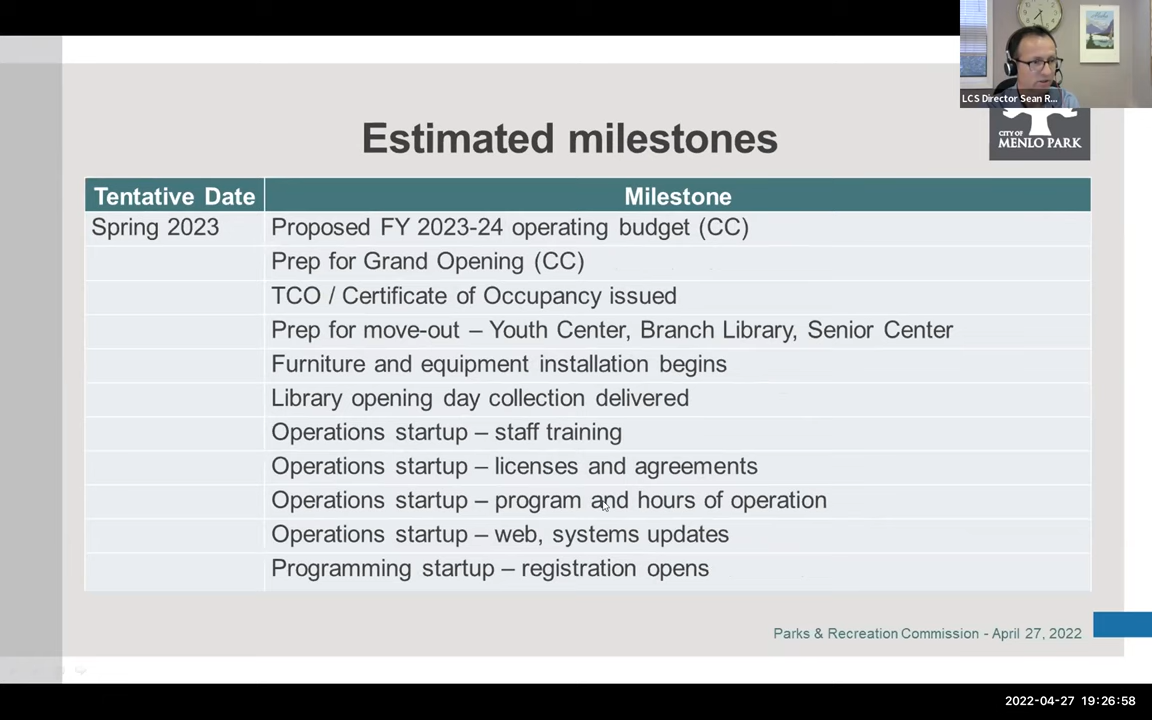 LCS Director Sean R...
CITY OF
MENLO PARK
Estimated milestones
Tentative Date Milestone
Spring 2023 Proposed FY 2023-24 operating budget (CC)
Prep for Grand Opening (CC)
TCO / Certificate of Occupancy issued
Prep for move-out – Youth Center, Branch Library, Senior Center
Furniture and equipment installation begins
Library opening day collection delivered
Operations startup – staff training
Operations startup – licenses and agreements
Operations startup – program and hours of operation
Operations startup – web, systems updates
Programming startup – registration opens
Parks & Recreation Commission - April 27, 2022
2022-04-27 19:26:58